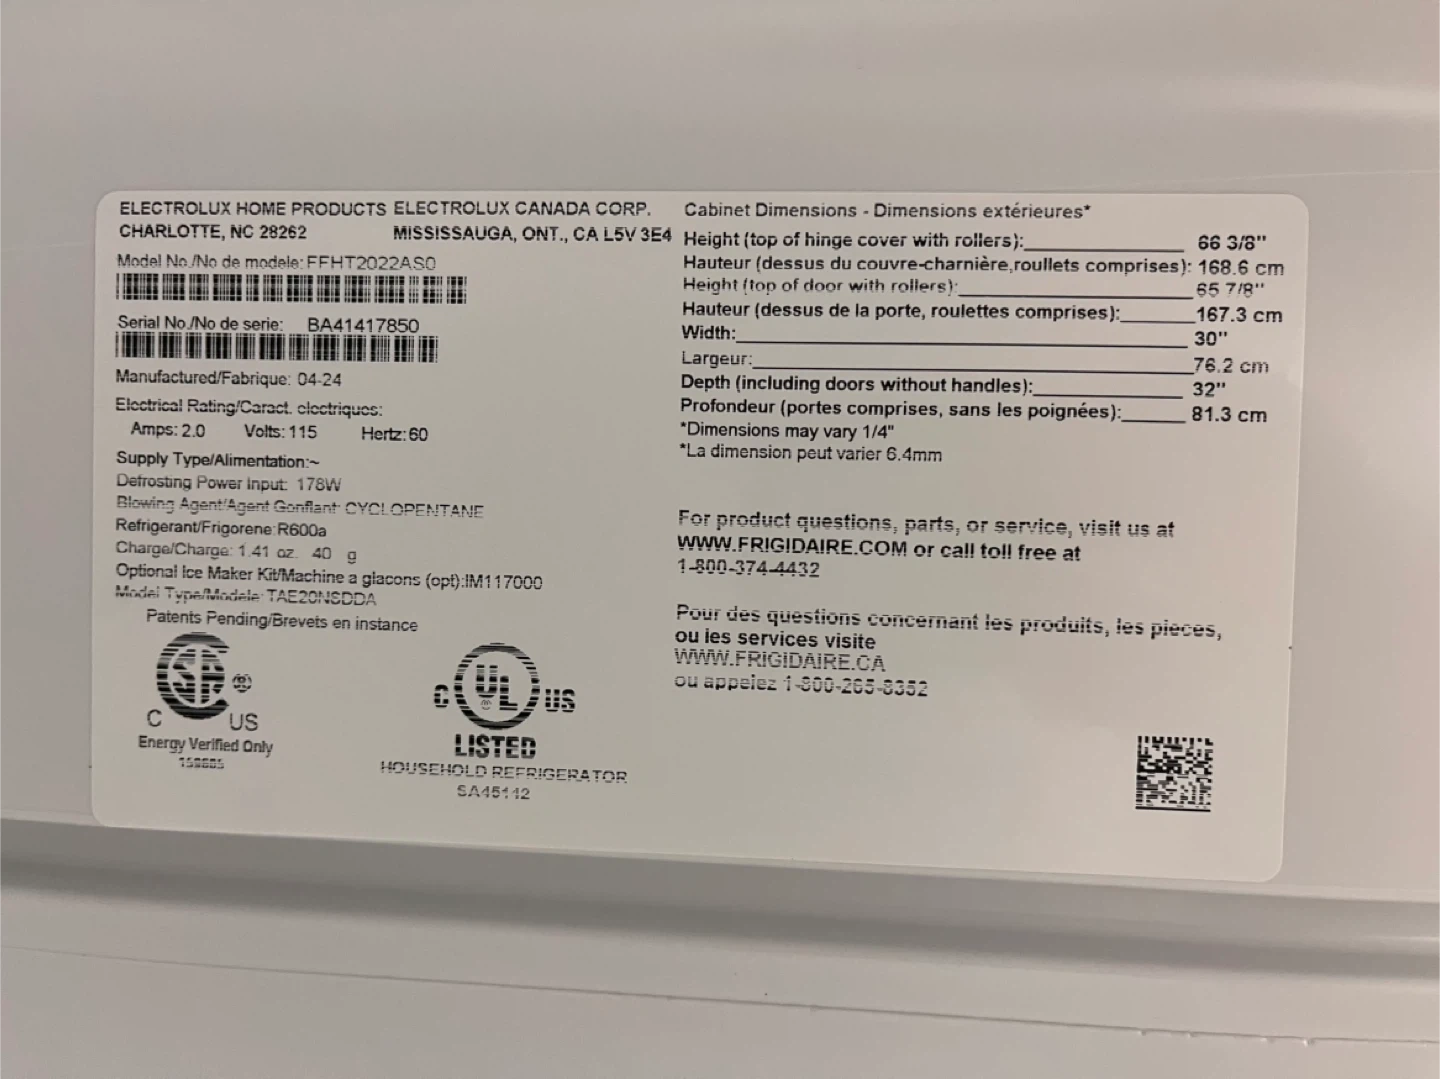 ELECTROLUX HOME PRODUCTS ELECTROLUX CANADA CORP.
CHARLOTTE, NC 28262 MISSISSAUGA, ONT., CA L5V 3E4
Model No./No de modele:FFHT2022AS0
Serial No./No de serie: BA41417850
Manufactured/Fabrique: 04-24
Electrical Rating/Caract. electriques:
Amps: 2.0 Volts: 115 Hertz: 60
Supply Type/Alimentation:~
Defrosting Power Input: 178W
Blowing Agent/Agent Gonflant: CYCLOPENTANE
Refrigerant/Frigorene:R600a
Charge/Charge: 1.41 oz. 40 g
Optional Ice Maker Kit/Machine a glacons (opt):IM117000
Model Type/Modele: TAE20NSDDA
Patents Pending/Brevets en instance
C US
Energy Verified Only
C UL US
LISTED
HOUSEHOLD REFRIGERATOR
SA45112
Cabinet Dimensions - Dimensions extérieures*
Height (top of hinge cover with rollers): 66 3/8"
Hauteur (dessus du couvre-charnière,roullets comprises): 168.6 cm
Height (top of door with rollers): 65 7/8"
Hauteur (dessus de la porte, roulettes comprises): 167.3 cm
Width: 30"
Largeur: 76.2 cm
Depth (including doors without handles): 32"
Profondeur (portes comprises, sans les poignées): 81.3 cm
*Dimensions may vary 1/4"
*La dimension peut varier 6.4mm
For product questions, parts, or service, visit us at
WWW.FRIGIDAIRE.COM or call toll free at
1-800-374-4432
Pour des questions concernant les produits, les pieces,
ou les services visite
WWW.FRIGIDAIRE.CA
ou appelez 1-800-265-8352